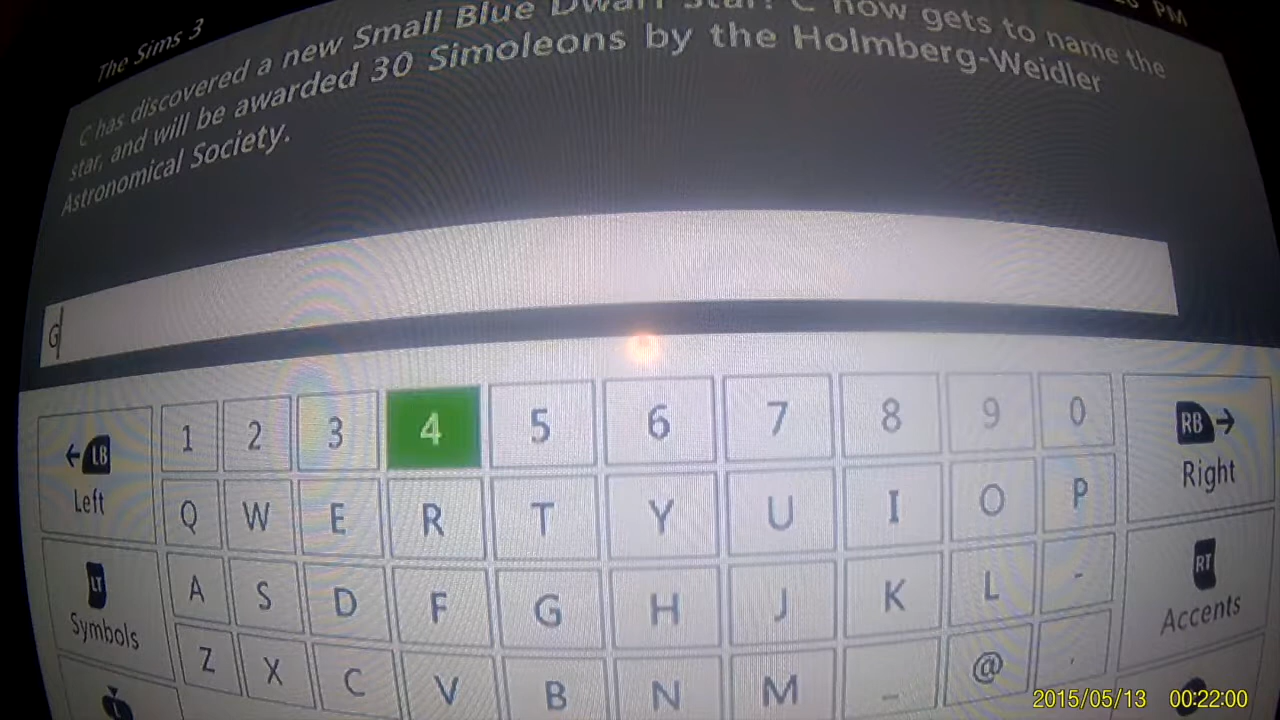 The Sims 3
PM
C has discovered a new Small Blue Dwarf Star! C now gets to name the
star, and will be awarded 30 Simoleons by the Holmberg-Weidler
Astronomical Society.
G
LB 1 2 3 4 5 6 7 8 9 0 RB
Left Q W E R T Y U I O P Right
LT A S D F G H J K L - RT
Symbols Z X C V B N M _ @ . Accents
2015/05/13 00:22:00